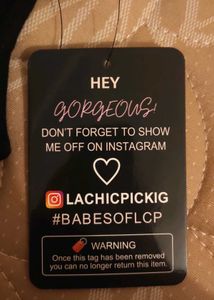 HEY
GORGEOUS!
DON'T FORGET TO SHOW
ME OFF ON INSTAGRAM
LACHICPICKIG
#BABESOFLCP
WARNING
Once this tag has been removed
you can no longer return this item.